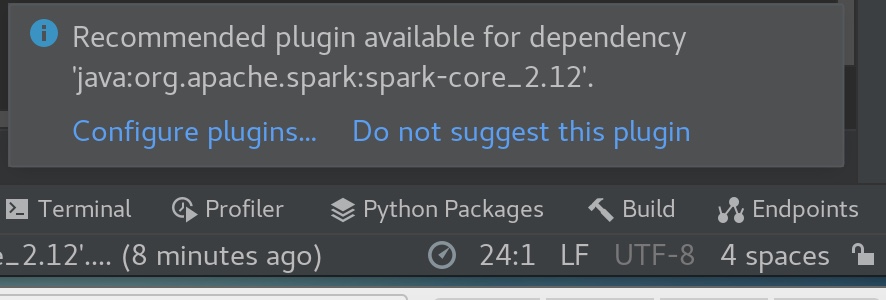 Recommended plugin available for dependency
'java:org.apache.spark:spark-core_2.12'.
Configure plugins... Do not suggest this plugin
Terminal Profiler Python Packages Build Endpoints
e_2.12'.... (8 minutes ago) 24:1 LF UTF-8 4 spaces